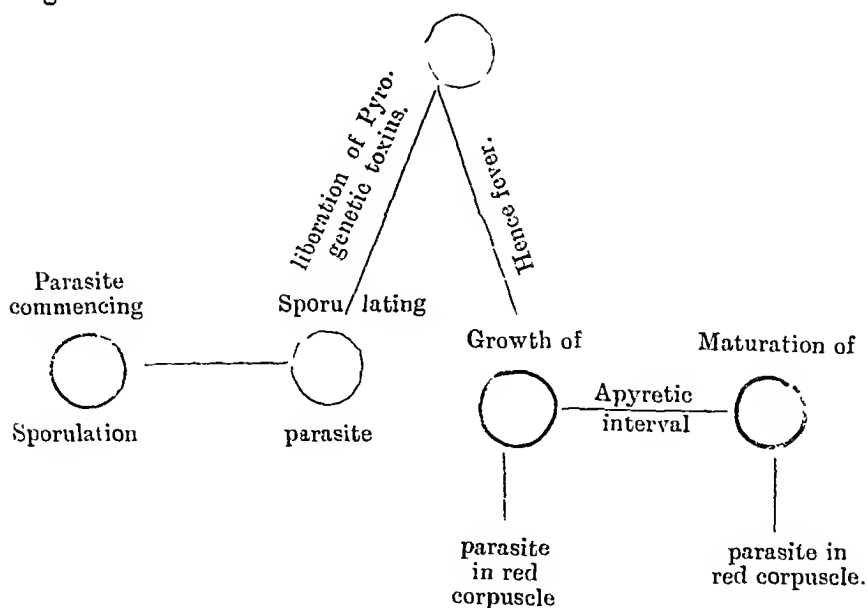 liberation of Pyro.
genetic toxins.
Hence fever.
Parasite
commencing
Sporulation
Sporu lating
parasite
Growth of
parasite
in red
corpuscle
Apyretic
interval
Maturation of
parasite in
red corpuscle.